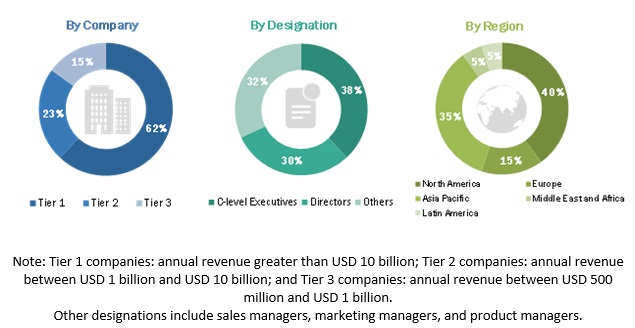 By Company
By Designation
By Region
15%
23%
62%
32%
38%
30%
5%
5%
40%
35%
15%
Tier 1 Tier 2 Tier 3
C-level Executives Directors Others
North America Europe
Asia Pacific Middle East and Africa
Latin America
Note: Tier 1 companies: annual revenue greater than USD 10 billion; Tier 2 companies: annual revenue
between USD 1 billion and USD 10 billion; and Tier 3 companies: annual revenue between USD 500
million and USD 1 billion.
Other designations include sales managers, marketing managers, and product managers.